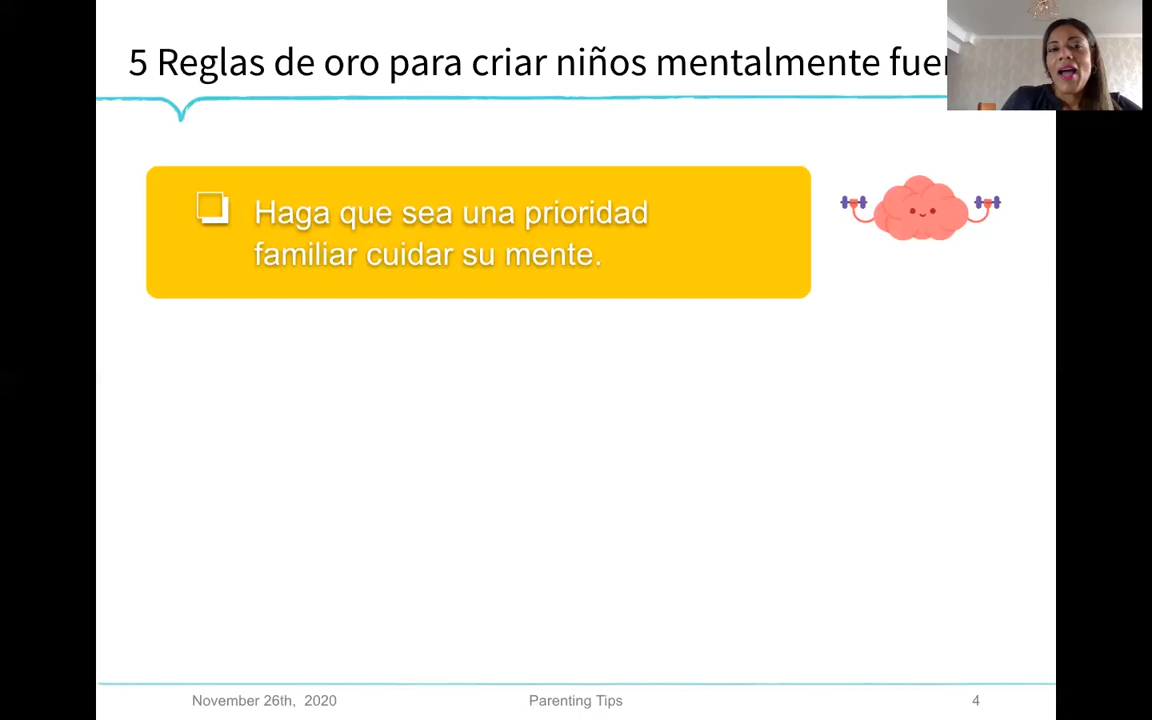 5 Reglas de oro para criar niños mentalmente
Haga que sea una prioridad
familiar cuidar su mente.
November 26th, 2020
Parenting Tips
4